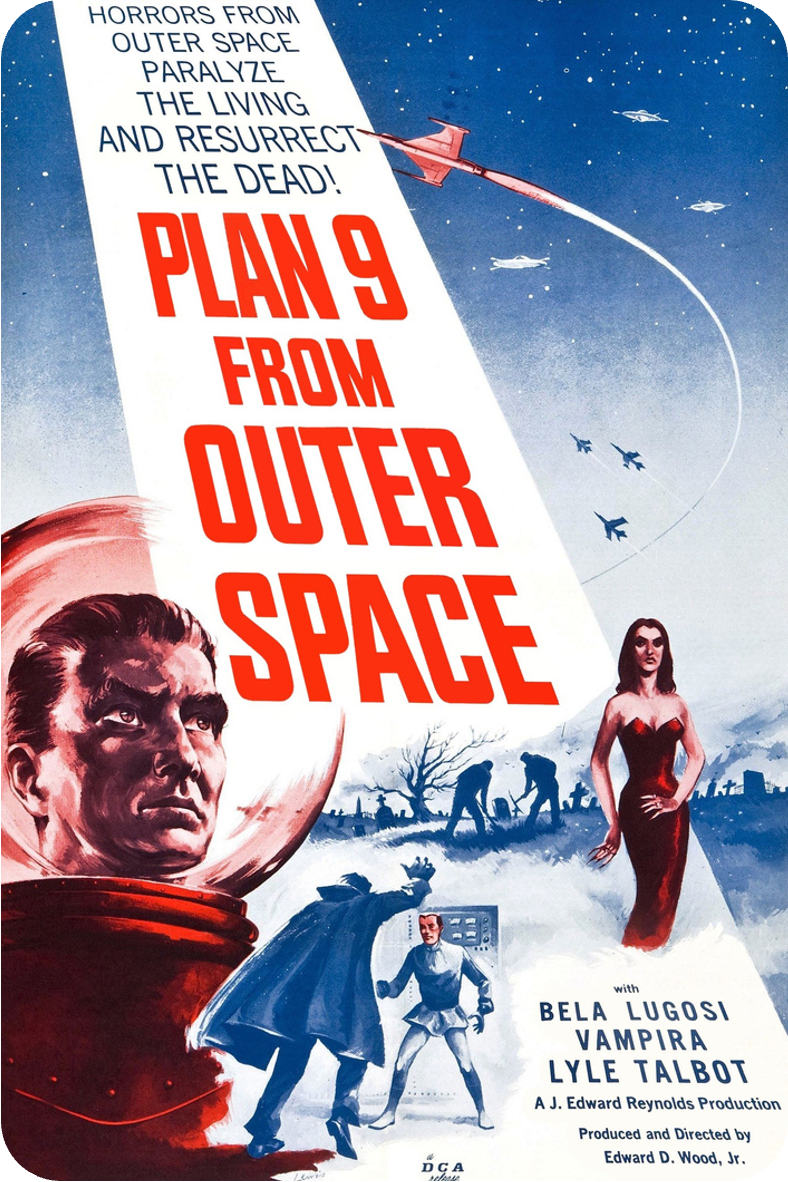 HORRORS FROM
OUTER SPACE
PARALYZE
THE LIVING
AND RESURRECT
THE DEAD!
PLAN 9
FROM
OUTER
SPACE
with
BELA LUGOSI
VAMPIRA
LYLE TALBOT
A J. Edward Reynolds Production
Produced and Directed by
Edward D. Wood, Jr.
a
DCA
release